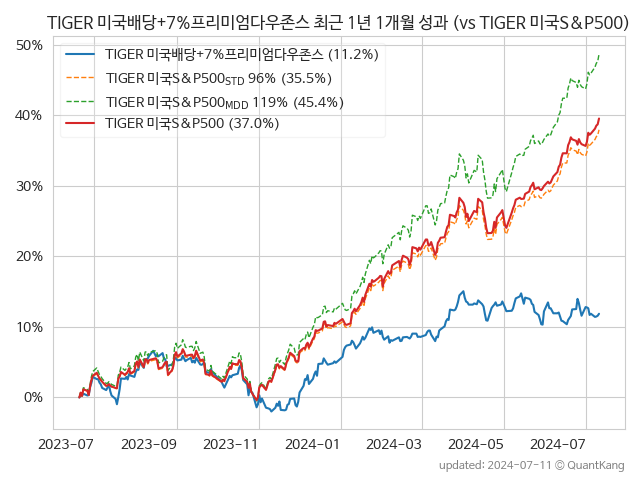 TIGER 미국배당+7%프리미엄다우존스 최근 1년 1개월 성과 (vs TIGER 미국S&P500)
50%
40%
30%
20%
10%
0%
TIGER 미국배당+7%프리미엄다우존스 (11.2%)
TIGER 미국S&P500STD 96% (35.5%)
TIGER 미국S&P500MDD 119% (45.4%)
TIGER 미국S&P500 (37.0%)
2023-07 2023-09 2023-11 2024-01 2024-03 2024-05 2024-07
updated: 2024-07-11 © QuantKang